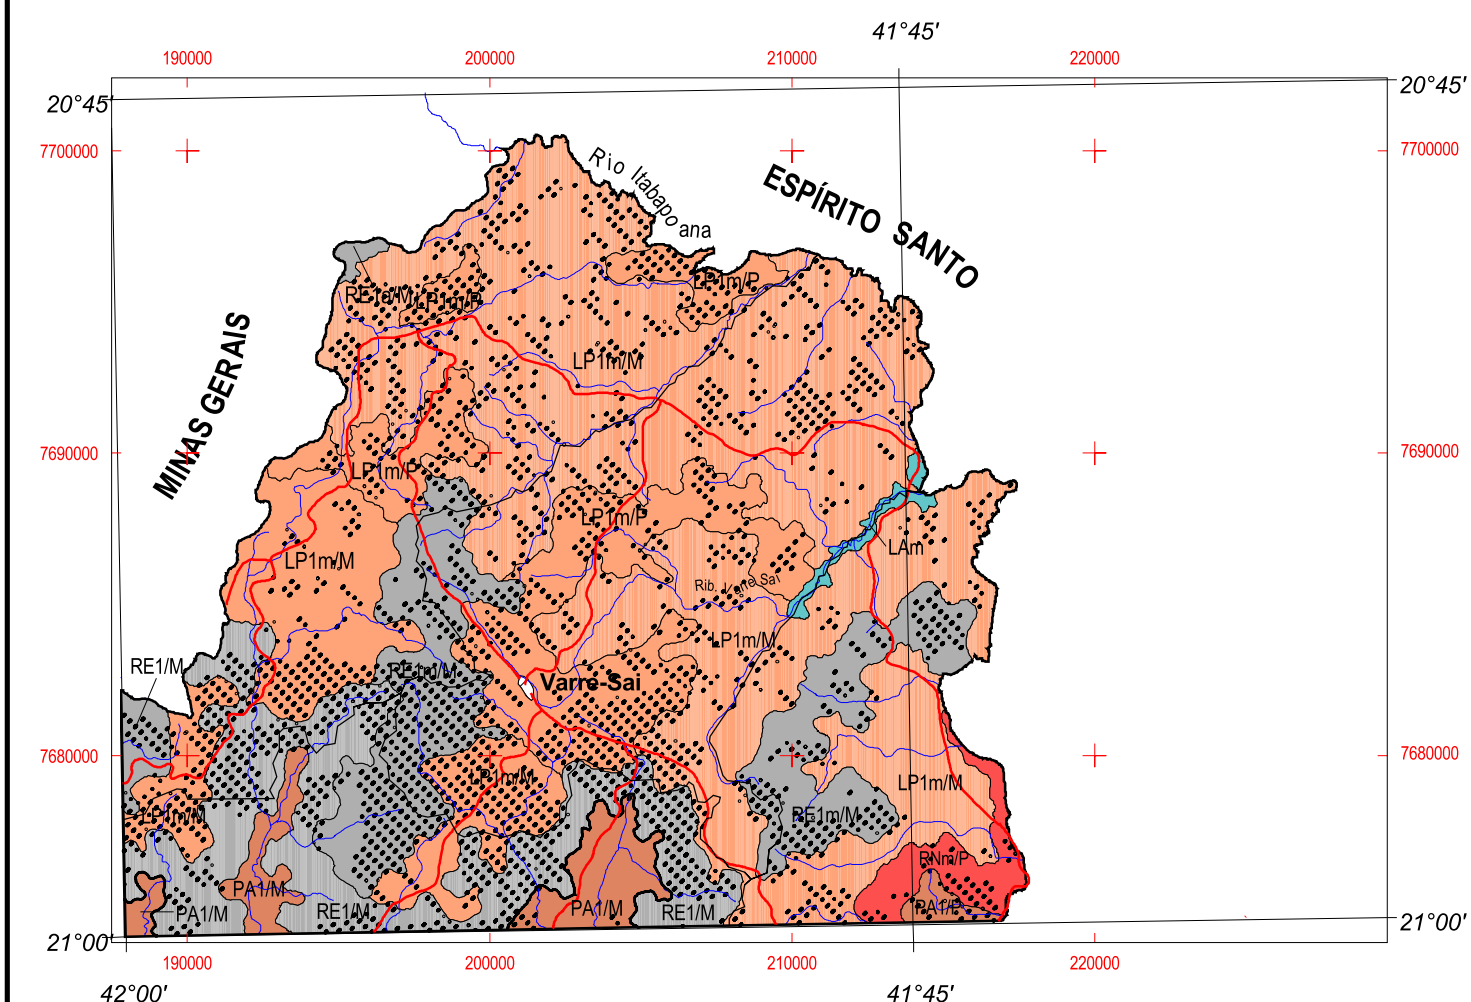 41°45'
190000
200000
210000
220000
20°45'
20°45'
7700000
7700000
Rio Itabapoana
ESPÍRITO SANTO
MINAS GERAIS
LP1m/P
LP1m/P
LP1m/M
7690000
7690000
LP1m/P
LP1m/P
LAm
LP1m/M
Rib. Varre Sai
LP1m/M
RE1/M
RE1m/M
Varre-Sai
7680000
7680000
LP1m/M
LP1m/M
LP1m/M
RE1m/M
RNm/P
PA1/M
PA1/M
RE1/M
PA1/M
RE1/M
PA1/P
21°00'
21°00'
190000
200000
210000
220000
42°00'
41°45'